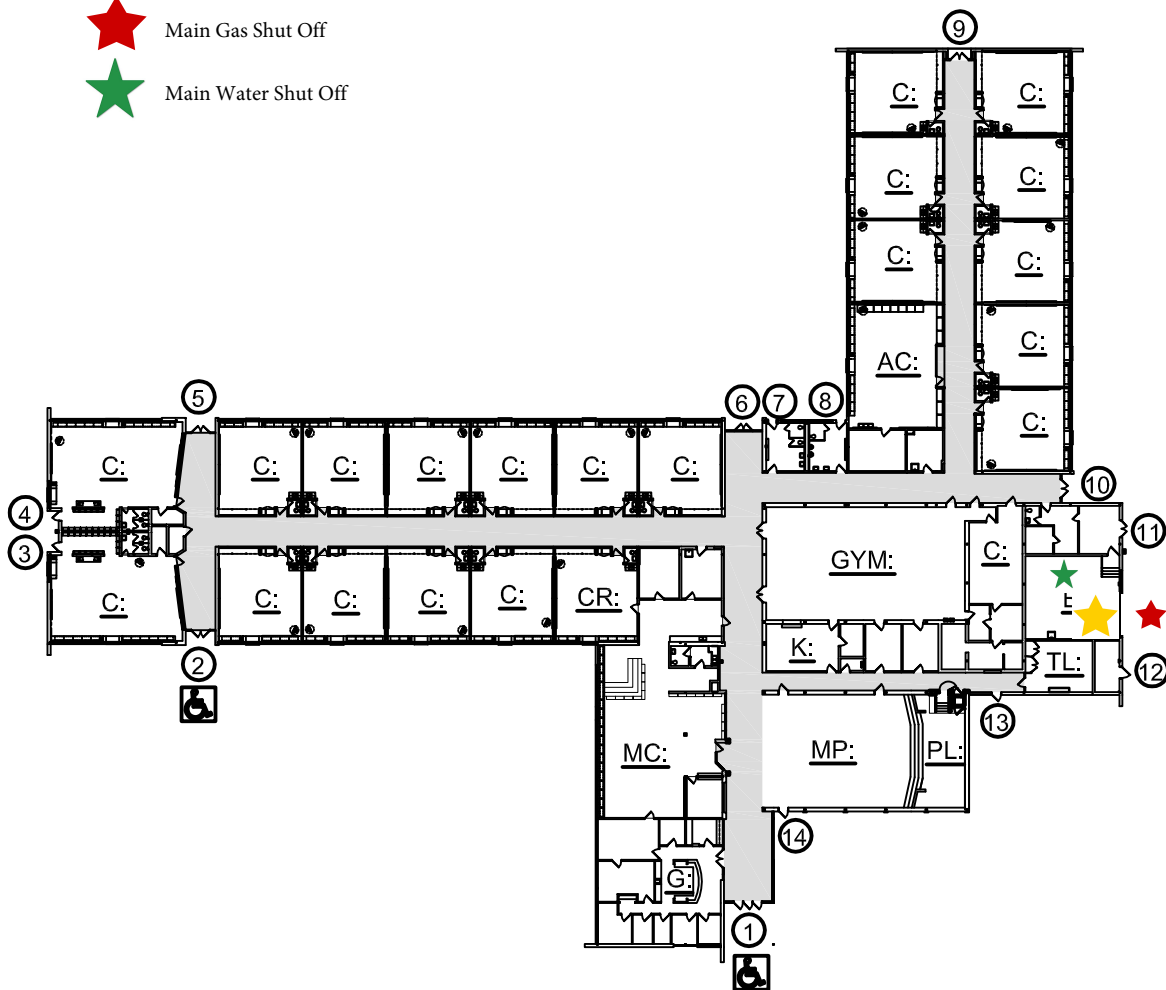 Main Gas Shut Off
Main Water Shut Off
9
C: C:
C: C:
C: C:
C:
AC:
C:
5 6 7 8
C: C: C: C: C: C: C:
10
4
3
11
GYM: C:
C: C: C: C: C: CR:
K:
TL:
2
12
13
MC: MP: PL:
14
G:
1